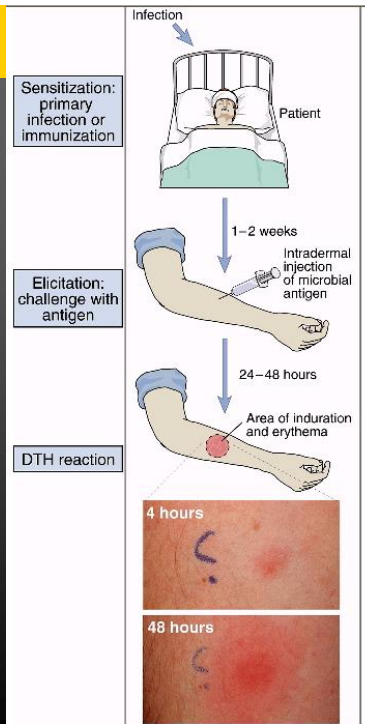 Infection
Sensitization:
primary
infection or
immunization
Patient
1–2 weeks
Intradermal
injection
of microbial
antigen
Elicitation:
challenge with
antigen
24–48 hours
Area of induration
and erythema
DTH reaction
4 hours
48 hours